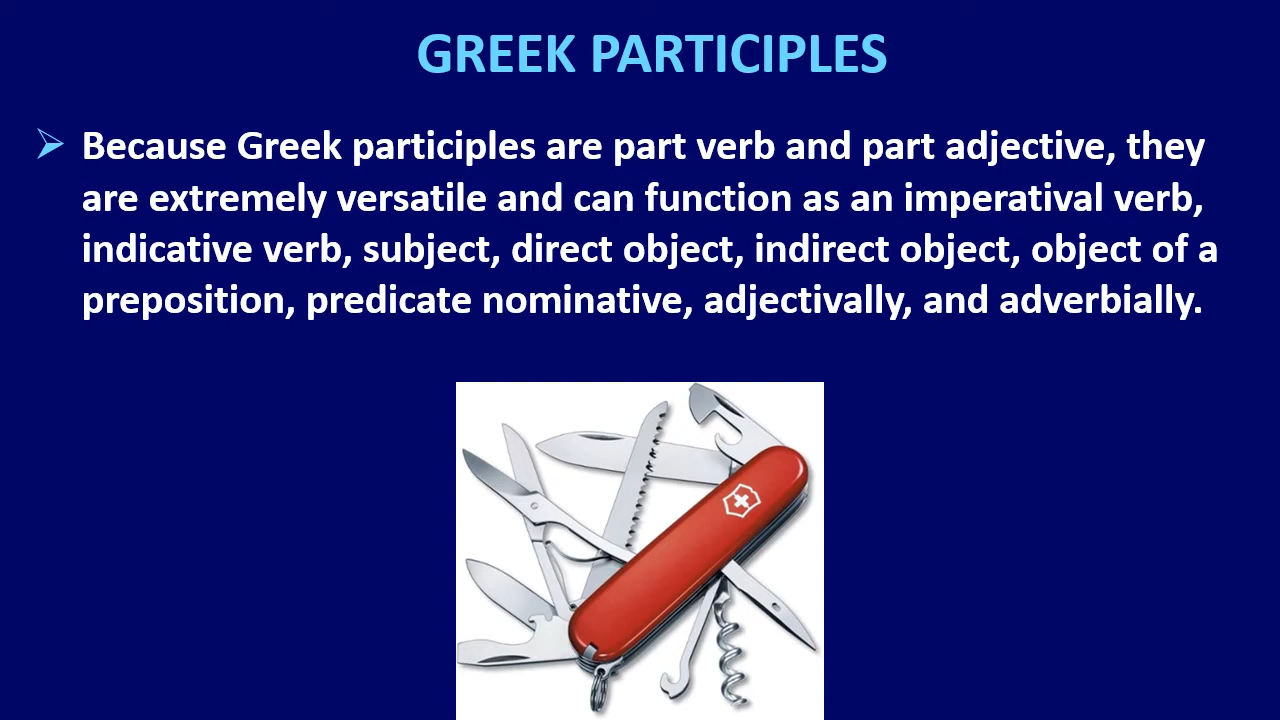 GREEK PARTICIPLES
Because Greek participles are part verb and part adjective, they
are extremely versatile and can function as an imperatival verb,
indicative verb, subject, direct object, indirect object, object of a
preposition, predicate nominative, adjectivally, and adverbially.